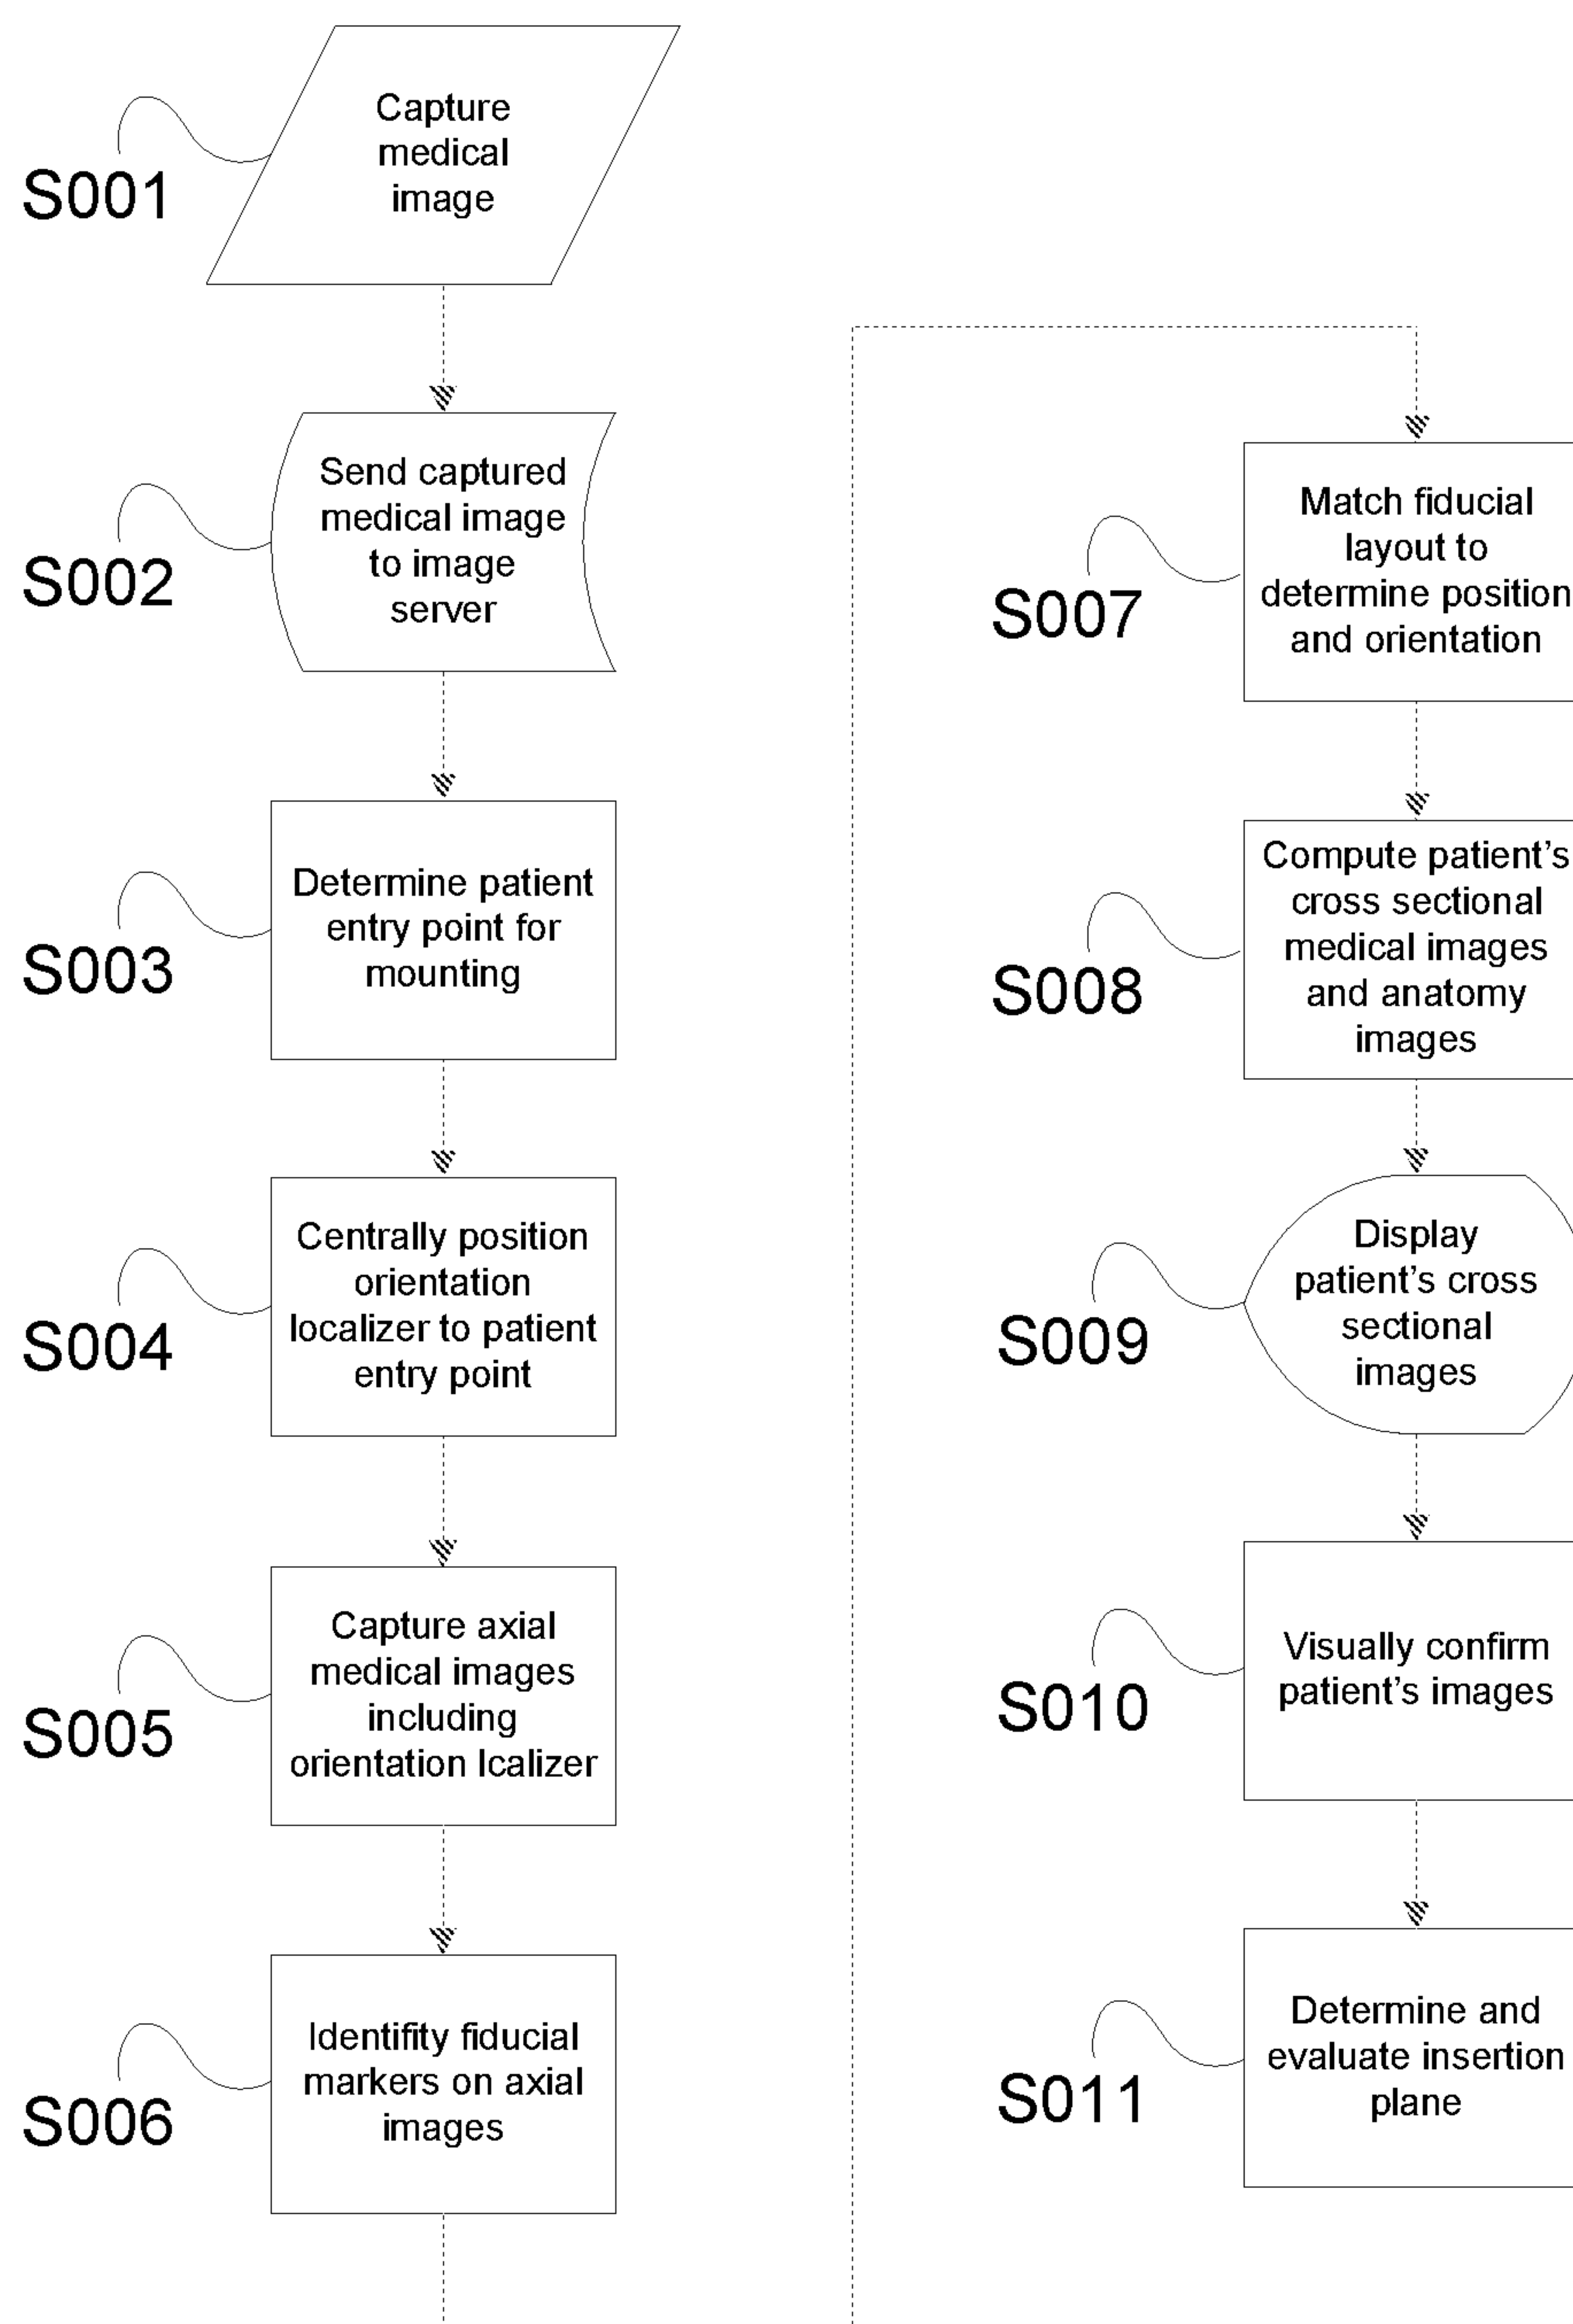 Capture
medical
image
S001
Send captured
medical image
to image
server
S002
Determine patient
entry point for
mounting
S003
Centrally position
orientation
localizer to patient
entry point
S004
Capture axial
medical images
including
orientation lcalizer
S005
Identifity fiducial
markers on axial
images
S006
Match fiducial
layout to
determine position
and orientation
S007
Compute patient’s
cross sectional
medical images
and anatomy
images
S008
Display
patient’s cross
sectional
images
S009
Visually confirm
patient’s images
S010
Determine and
evaluate insertion
plane
S011